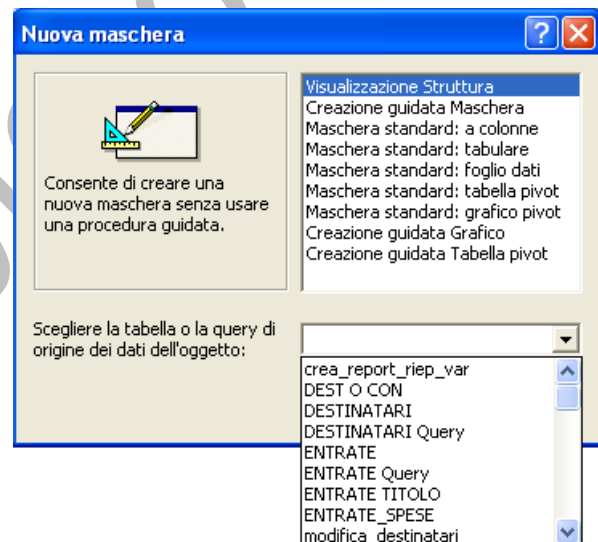 Nuova maschera
Consente di creare una
nuova maschera senza usare
una procedura guidata.
Visualizzazione Struttura
Creazione guidata Maschera
Maschera standard: a colonne
Maschera standard: tabulare
Maschera standard: foglio dati
Maschera standard: tabella pivot
Maschera standard: grafico pivot
Creazione guidata Grafico
Creazione guidata Tabella pivot
Scegliere la tabella o la query di
origine dei dati dell'oggetto:
crea_report_riep_var
DEST O CON
DESTINATARI
DESTINATARI Query
ENTRATE
ENTRATE Query
ENTRATE TITOLO
ENTRATE_SPESE
modifica_destinatari